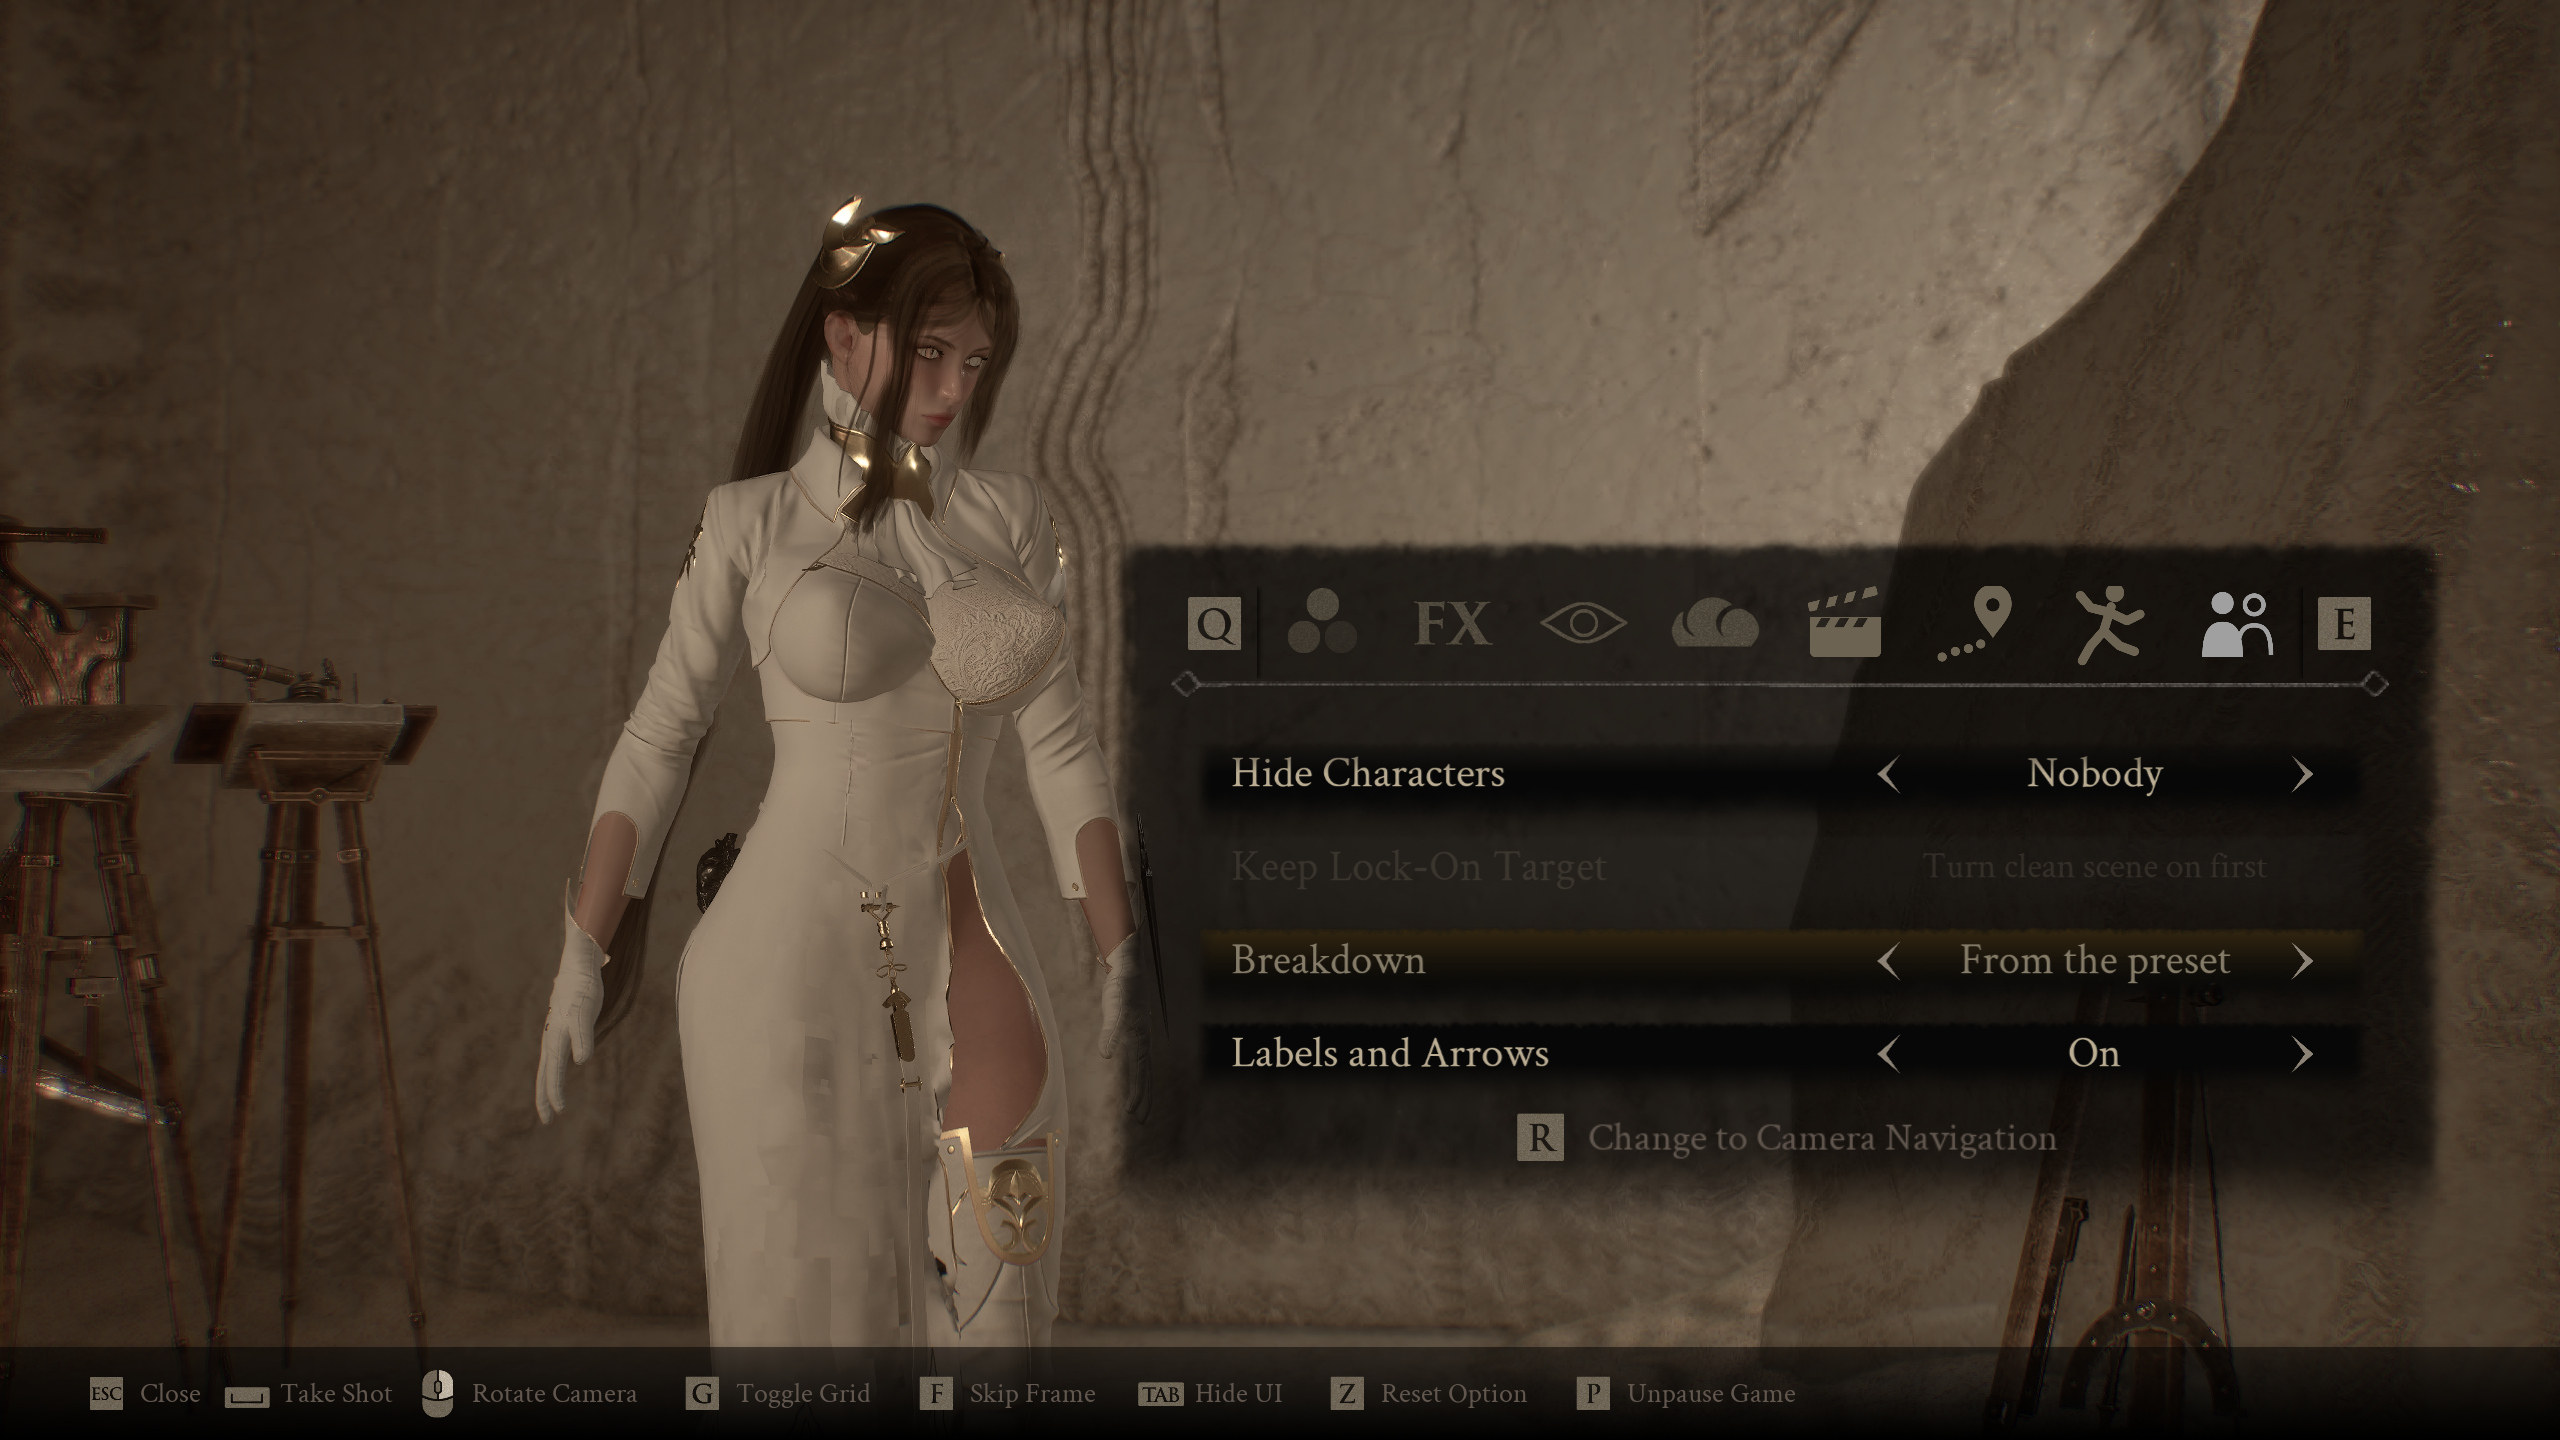 Q FX E
Hide Characters Nobody
Keep Lock-On Target Turn clean scene on first
Breakdown From the preset
Labels and Arrows On
R Change to Camera Navigation
ESC Close Take Shot Rotate Camera G Toggle Grid F Skip Frame TAB Hide UI Z Reset Option P Unpause Game